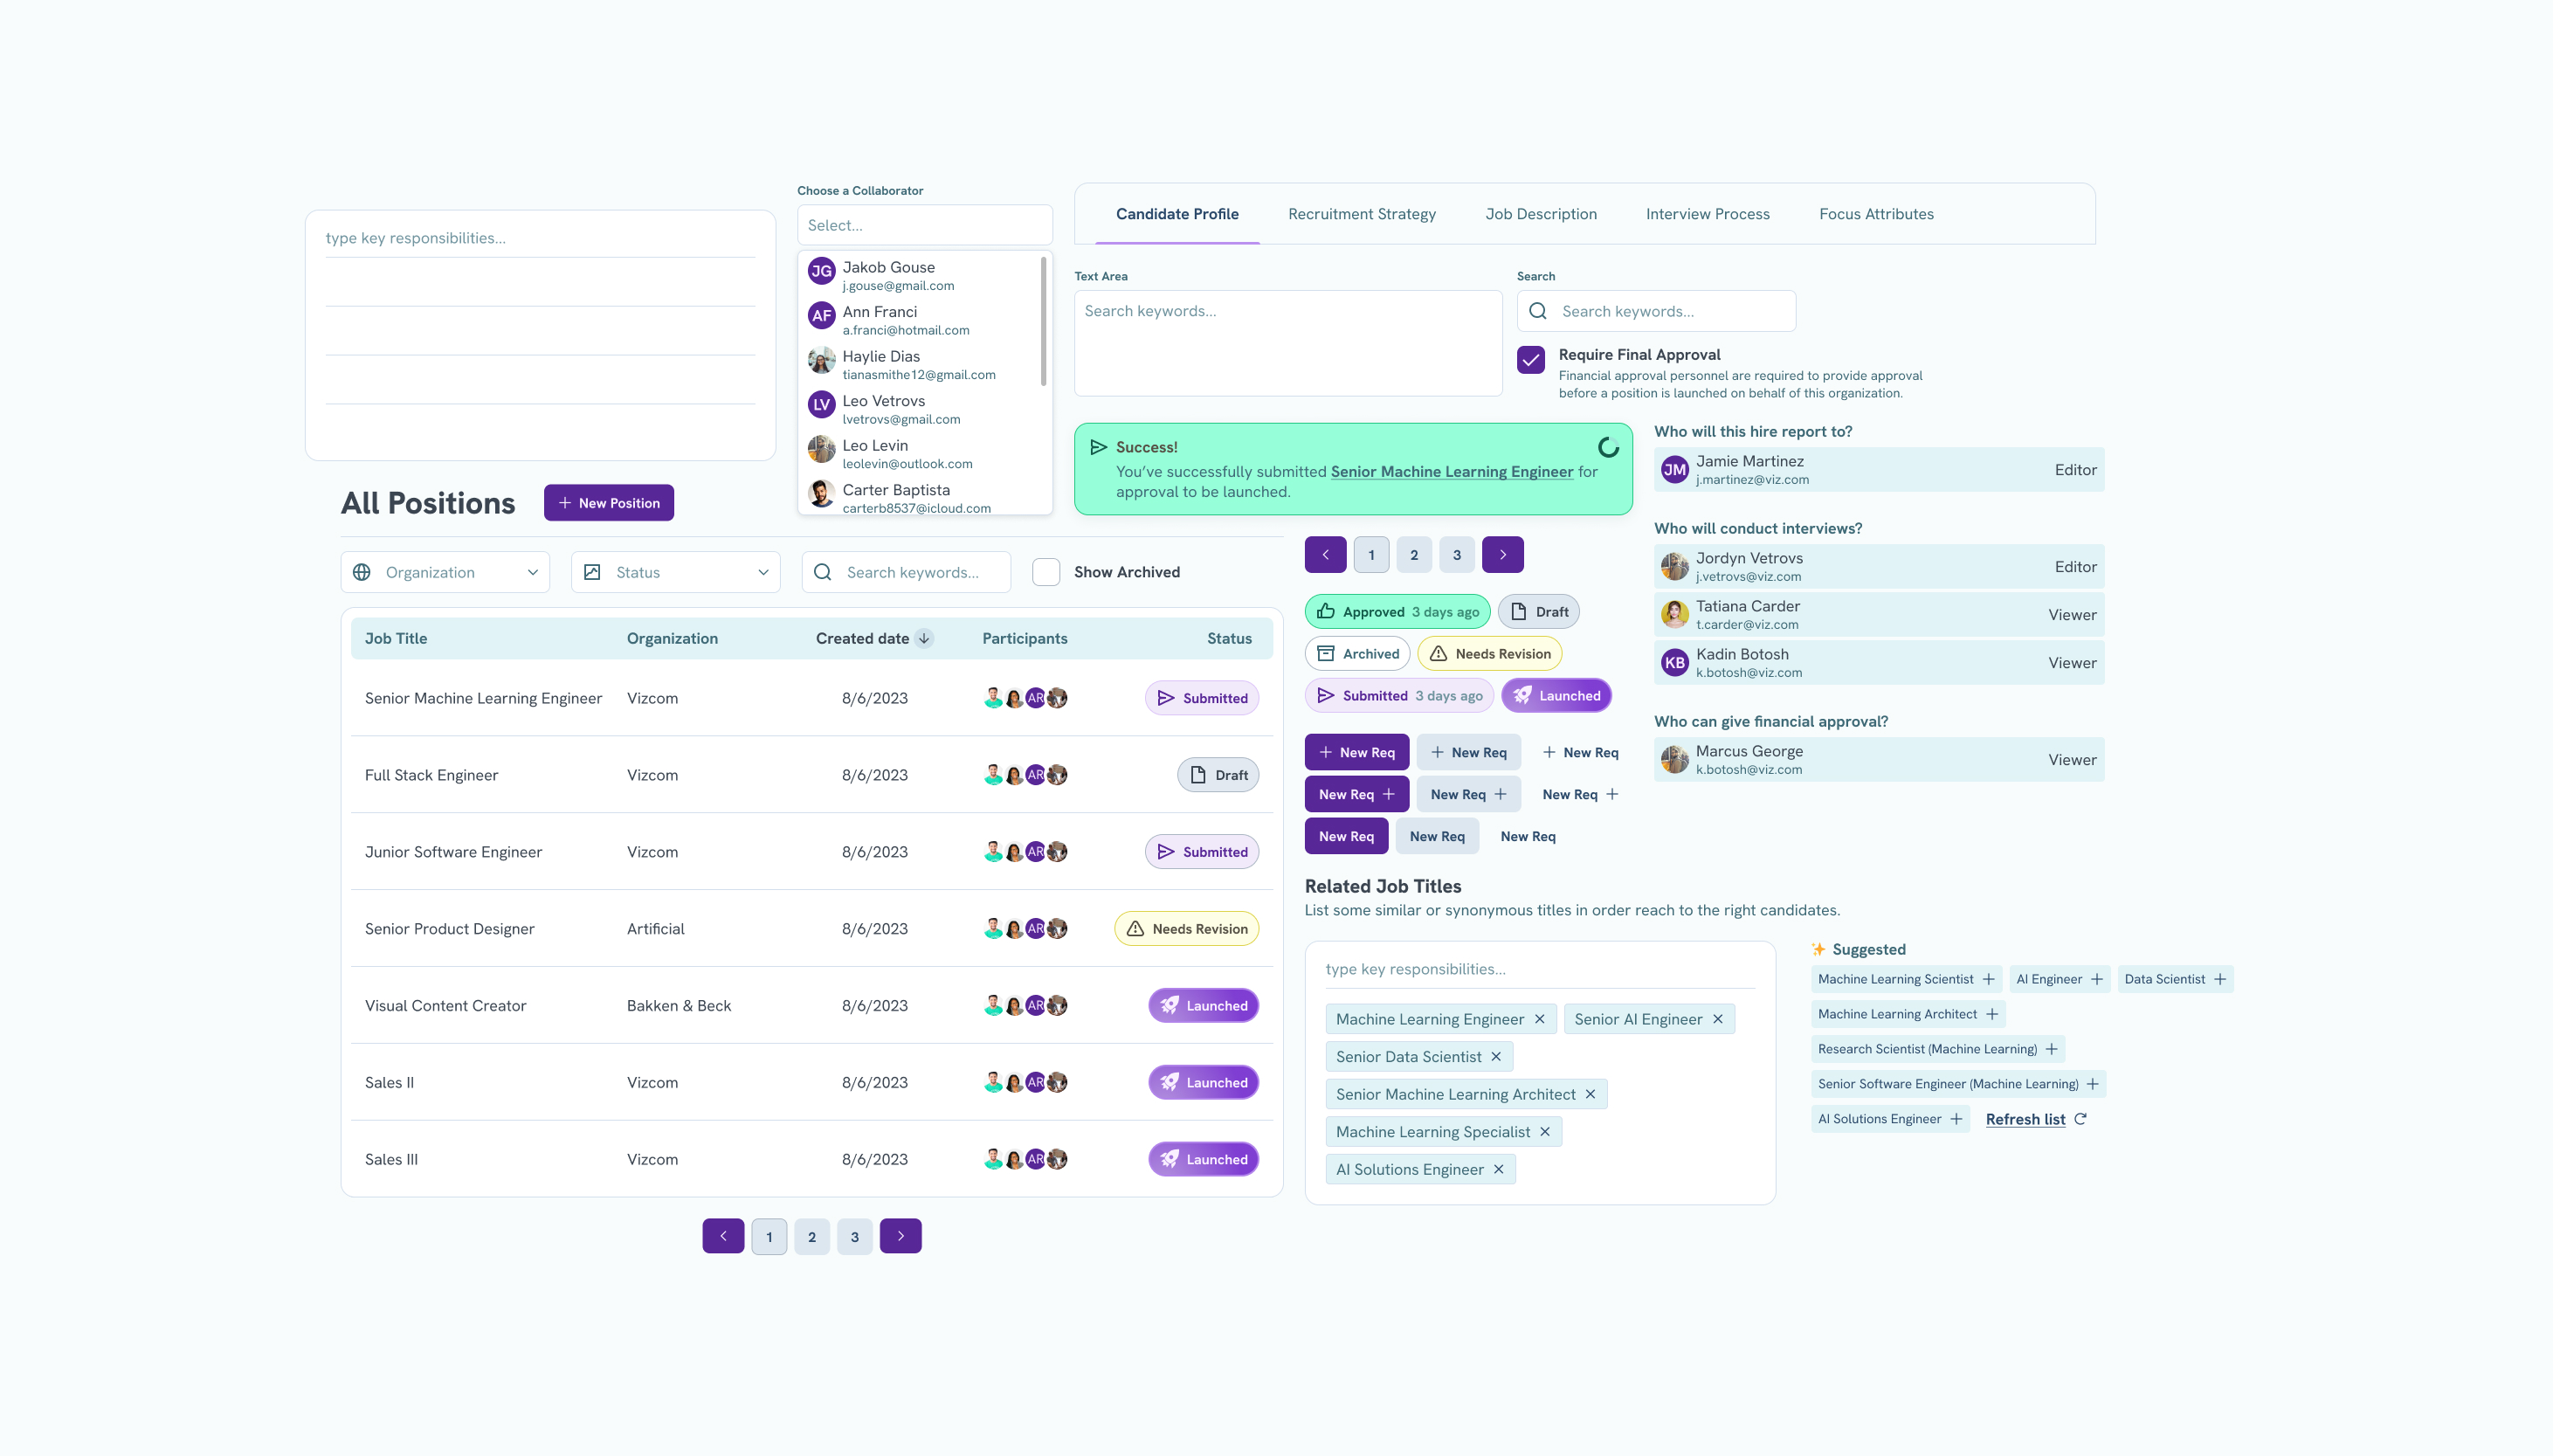 type key responsibilities...
Choose a Collaborator
Select...
JG
Jakob Gouse
j.gouse@gmail.com
AF
Ann Franci
a.franci@hotmail.com
Haylie Dias
tianasmithe12@gmail.com
LV
Leo Vetrovs
lvetrovs@gmail.com
Leo Levin
leolevin@outlook.com
Carter Baptista
carterb8537@icloud.com
Candidate Profile
Recruitment Strategy
Job Description
Interview Process
Focus Attributes
Text Area
Search keywords...
Search
Search keywords...
Require Final Approval
Financial approval personnel are required to provide approval
before a position is launched on behalf of this organization.
Success!
You’ve successfully submitted Senior Machine Learning Engineer for
approval to be launched.
Who will this hire report to?
JM
Jamie Martinez
j.martinez@viz.com
Editor
Who will conduct interviews?
Jordyn Vetrovs
j.vetrovs@viz.com
Editor
Tatiana Carder
t.carder@viz.com
Viewer
KB
Kadin Botosh
k.botosh@viz.com
Viewer
Who can give financial approval?
Marcus George
k.botosh@viz.com
Viewer
All Positions
New Position
Organization
Status
Search keywords...
Show Archived
Job Title Organization Created date Participants Status
Senior Machine Learning Engineer Vizcom 8/6/2023 AR Submitted
Full Stack Engineer Vizcom 8/6/2023 AR Draft
Junior Software Engineer Vizcom 8/6/2023 AR Submitted
Senior Product Designer Artificial 8/6/2023 AR Needs Revision
Visual Content Creator Bakken & Beck 8/6/2023 AR Launched
Sales II Vizcom 8/6/2023 AR Launched
Sales III Vizcom 8/6/2023 AR Launched
1 2 3
1 2 3
Approved 3 days ago
Draft
Archived
Needs Revision
Submitted 3 days ago
Launched
New Req New Req New Req
New Req New Req New Req
New Req New Req New Req
Related Job Titles
List some similar or synonymous titles in order reach to the right candidates.
type key responsibilities...
Machine Learning Engineer
Senior AI Engineer
Senior Data Scientist
Senior Machine Learning Architect
Machine Learning Specialist
AI Solutions Engineer
Suggested
Machine Learning Scientist
AI Engineer
Data Scientist
Machine Learning Architect
Research Scientist (Machine Learning)
Senior Software Engineer (Machine Learning)
AI Solutions Engineer
Refresh list